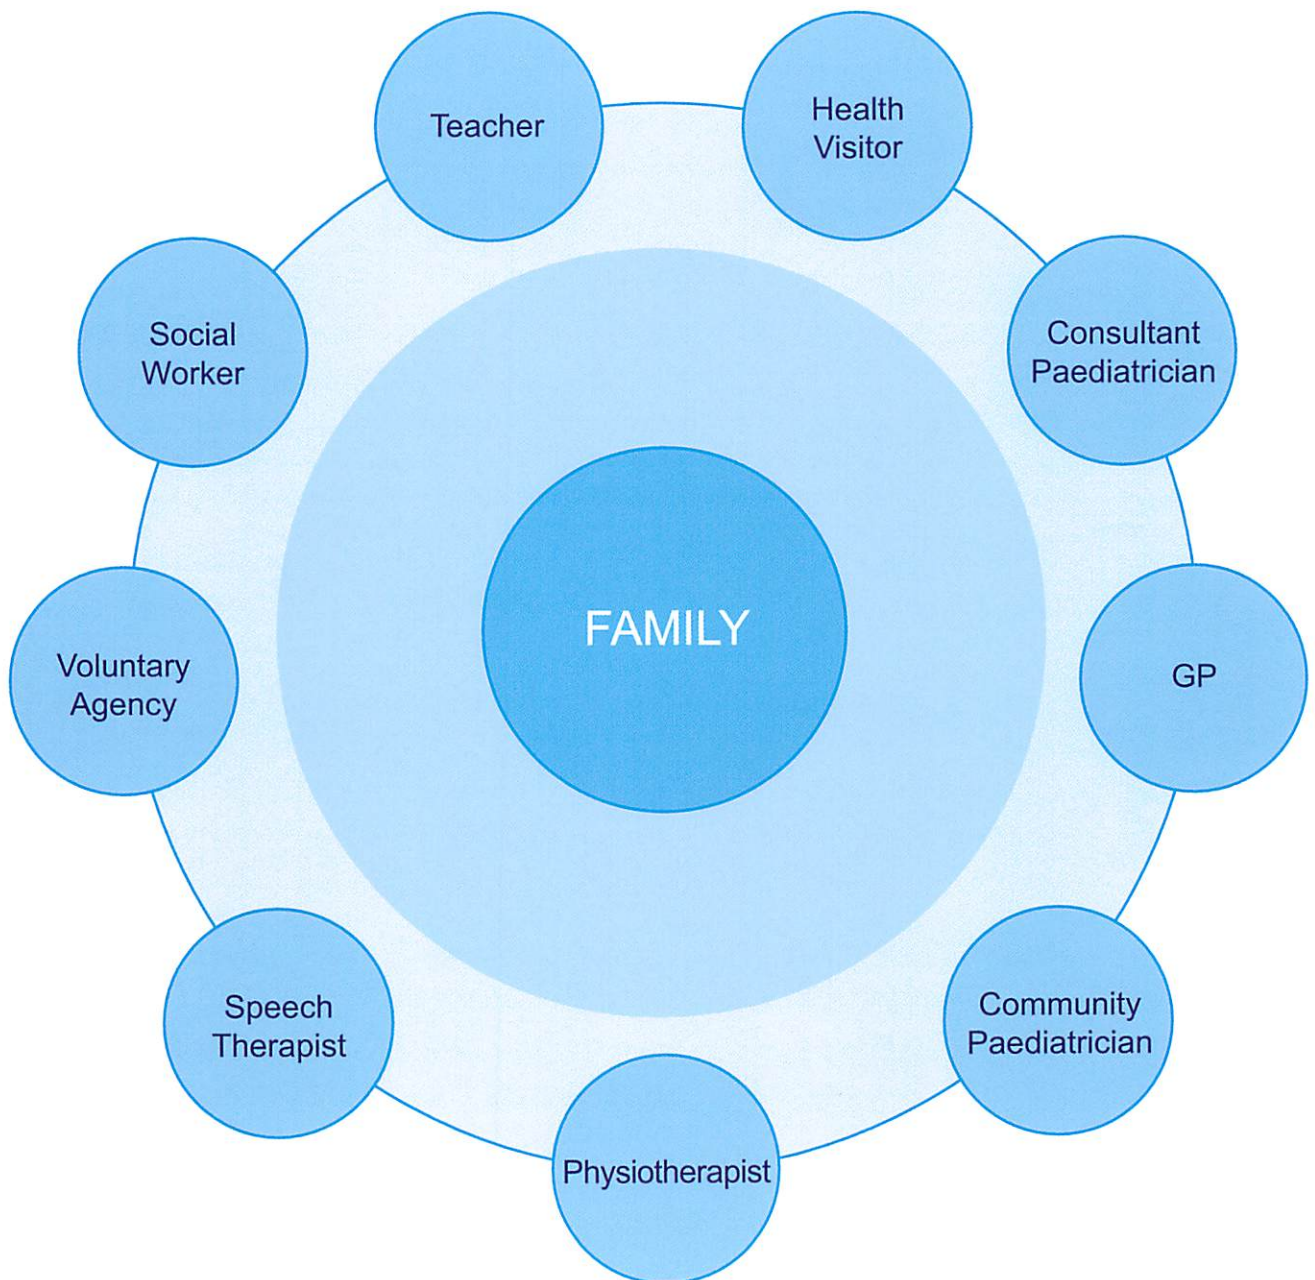 Teacher
Health
Visitor
Social
Worker
Consultant
Paediatrician
FAMILY
Voluntary
Agency
GP
Speech
Therapist
Community
Paediatrician
Physiotherapist